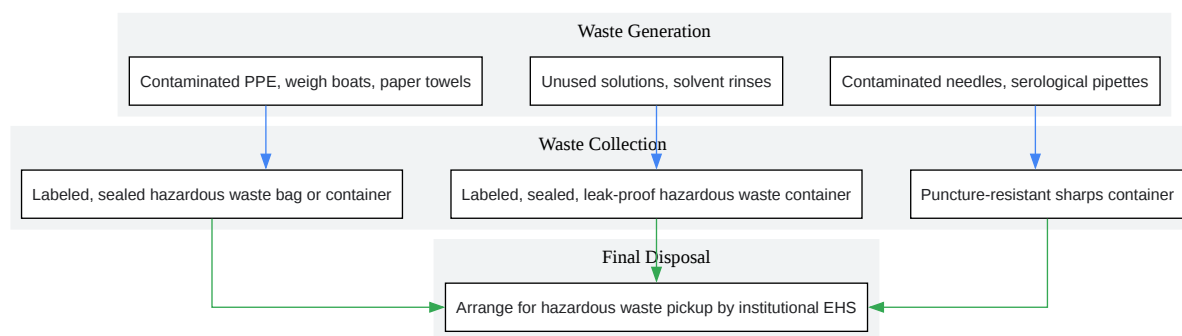 Waste Generation
Contaminated PPE, weigh boats, paper towels
Unused solutions, solvent rinses
Contaminated needles, serological pipettes
Waste Collection
Labeled, sealed hazardous waste bag or container
Labeled, sealed, leak-proof hazardous waste container
Puncture-resistant sharps container
Final Disposal
Arrange for hazardous waste pickup by institutional EHS